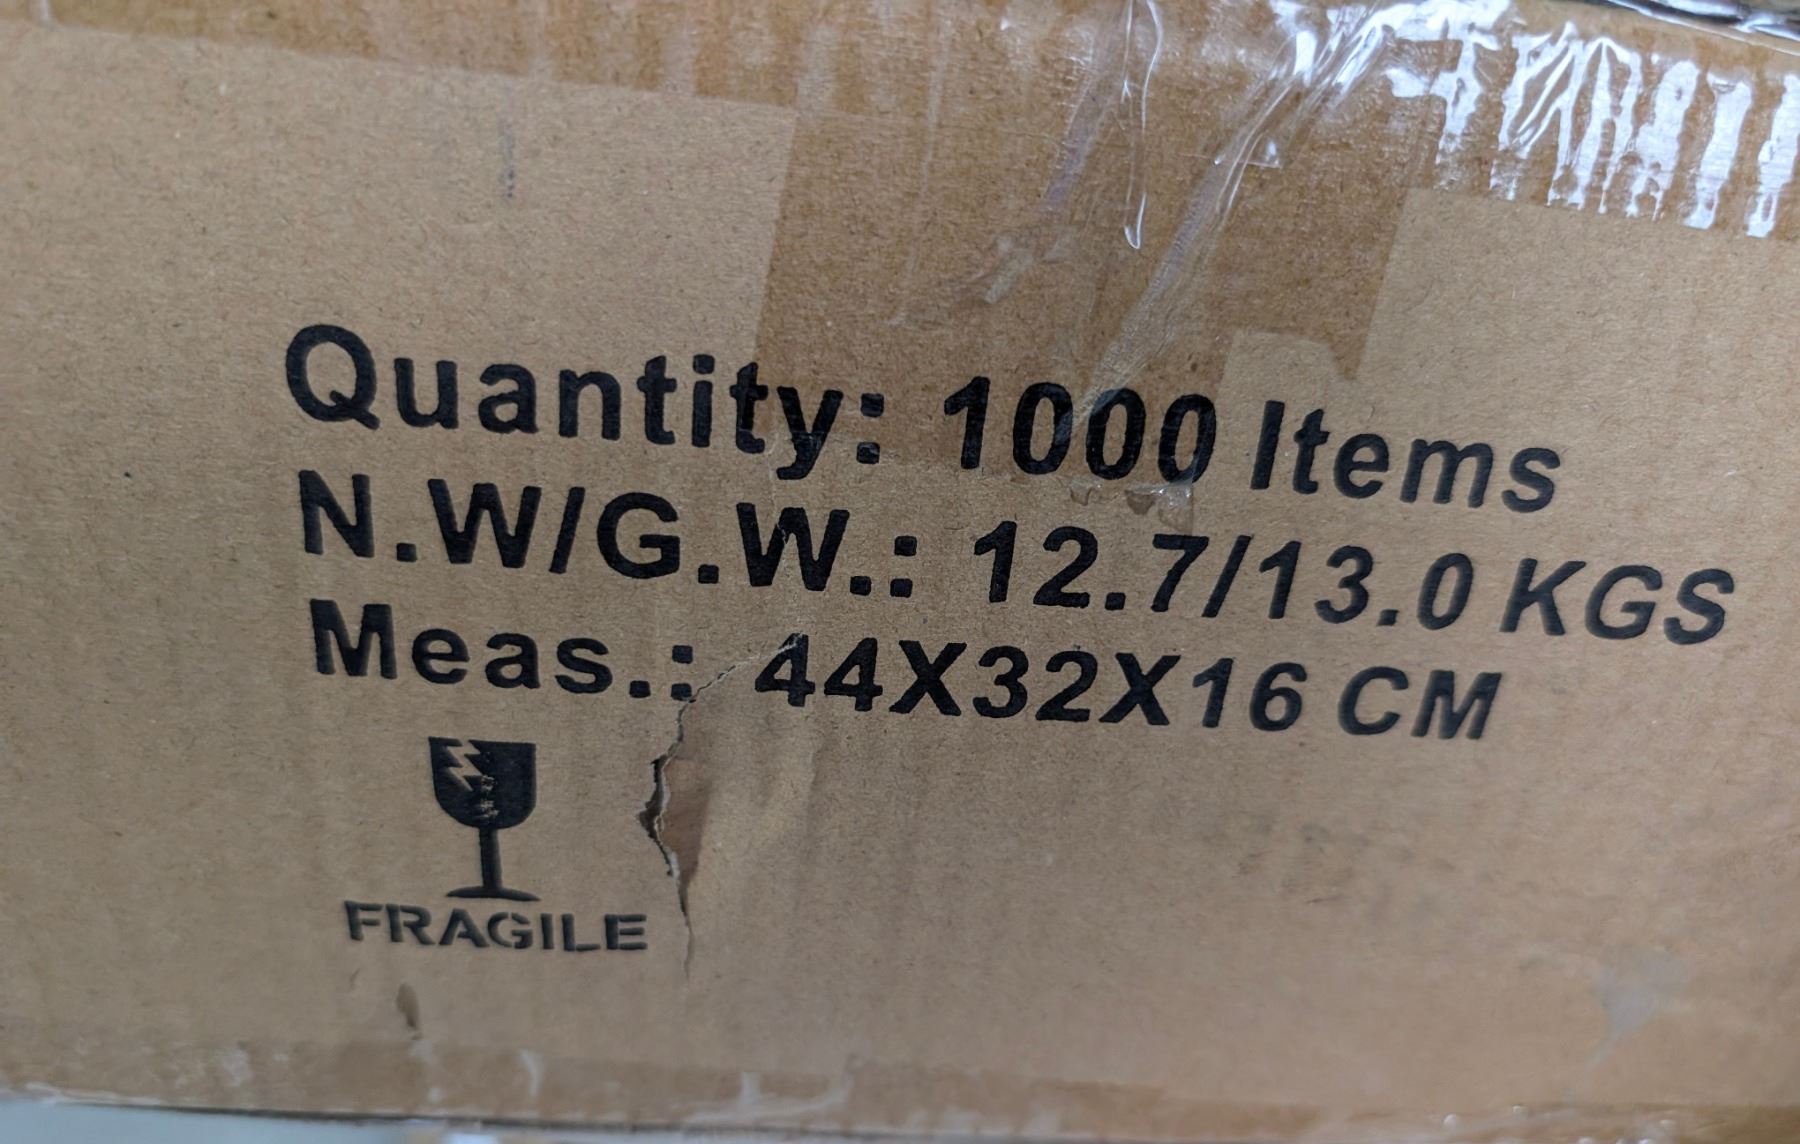 Quantity: 1000 Items
N.W/G.W.: 12.7/13.0 KGS
Meas.: 44X32X16 CM
FRAGILE